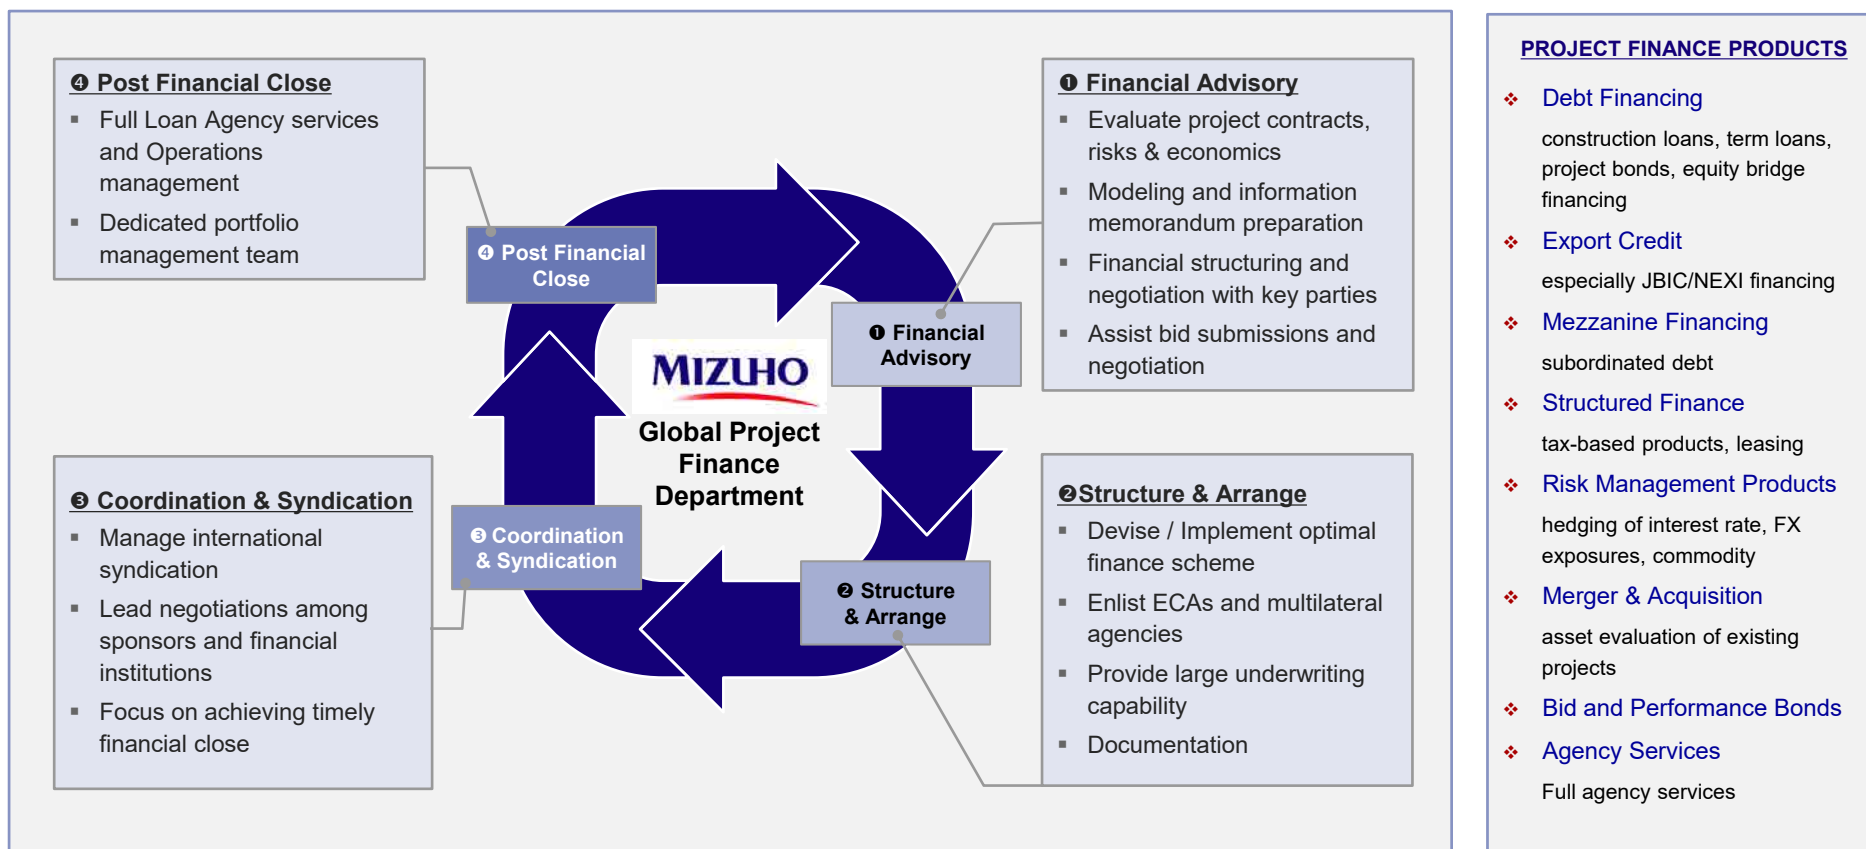 ❹ Post Financial Close
▪ Full Loan Agency services
and Operations
management
▪ Dedicated portfolio
management team
❶ Financial Advisory
▪ Evaluate project contracts,
risks & economics
▪ Modeling and information
memorandum preparation
▪ Financial structuring and
negotiation with key parties
▪ Assist bid submissions and
negotiation
❹ Post Financial
Close
❶ Financial
Advisory
MIZUHO
Global Project
Finance
Department
❸ Coordination
& Syndication
❷ Structure
& Arrange
❸ Coordination & Syndication
▪ Manage international
syndication
▪ Lead negotiations among
sponsors and financial
institutions
▪ Focus on achieving timely
financial close
❷Structure & Arrange
▪ Devise / Implement optimal
finance scheme
▪ Enlist ECAs and multilateral
agencies
▪ Provide large underwriting
capability
▪ Documentation
PROJECT FINANCE PRODUCTS
❖ Debt Financing
construction loans, term loans,
project bonds, equity bridge
financing
❖ Export Credit
especially JBIC/NEXI financing
❖ Mezzanine Financing
subordinated debt
❖ Structured Finance
tax-based products, leasing
❖ Risk Management Products
hedging of interest rate, FX
exposures, commodity
❖ Merger & Acquisition
asset evaluation of existing
projects
❖ Bid and Performance Bonds
❖ Agency Services
Full agency services